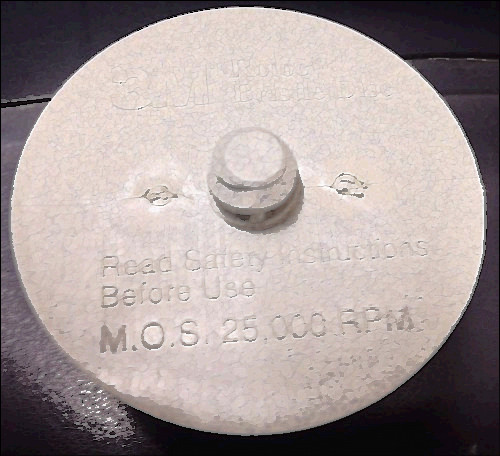 3M Roloc
Bristle Disc
Read Safety Instructions
Before Use
M.O.S. 25.000 RPM